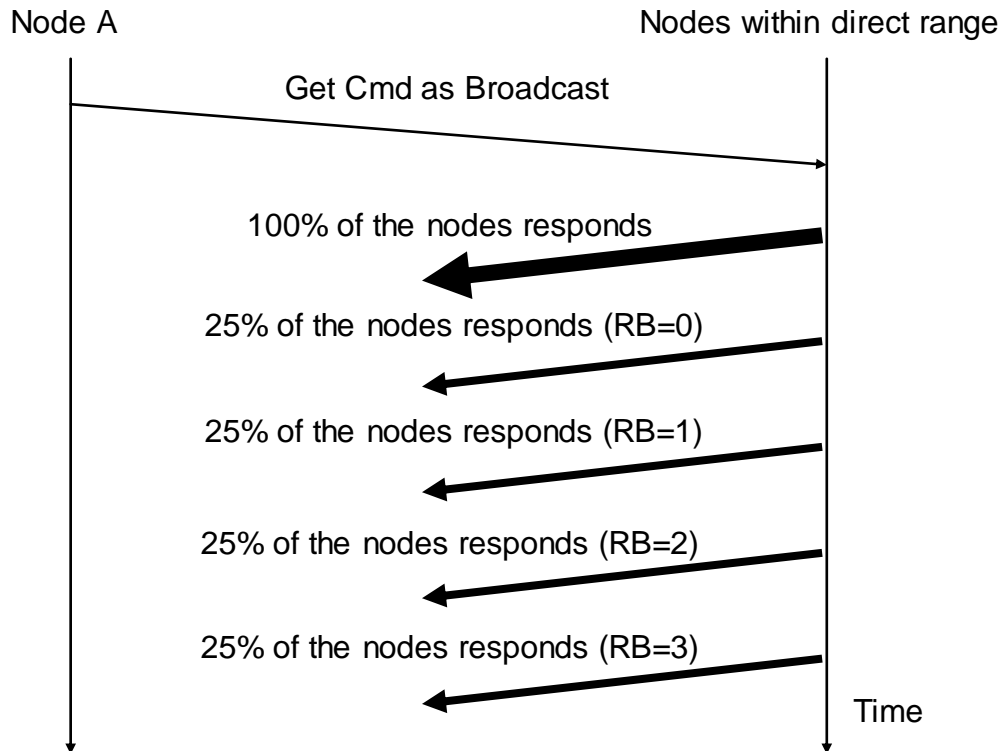 Node A
Nodes within direct range
Get Cmd as Broadcast
100% of the nodes responds
25% of the nodes responds (RB=0)
25% of the nodes responds (RB=1)
25% of the nodes responds (RB=2)
25% of the nodes responds (RB=3)
Time